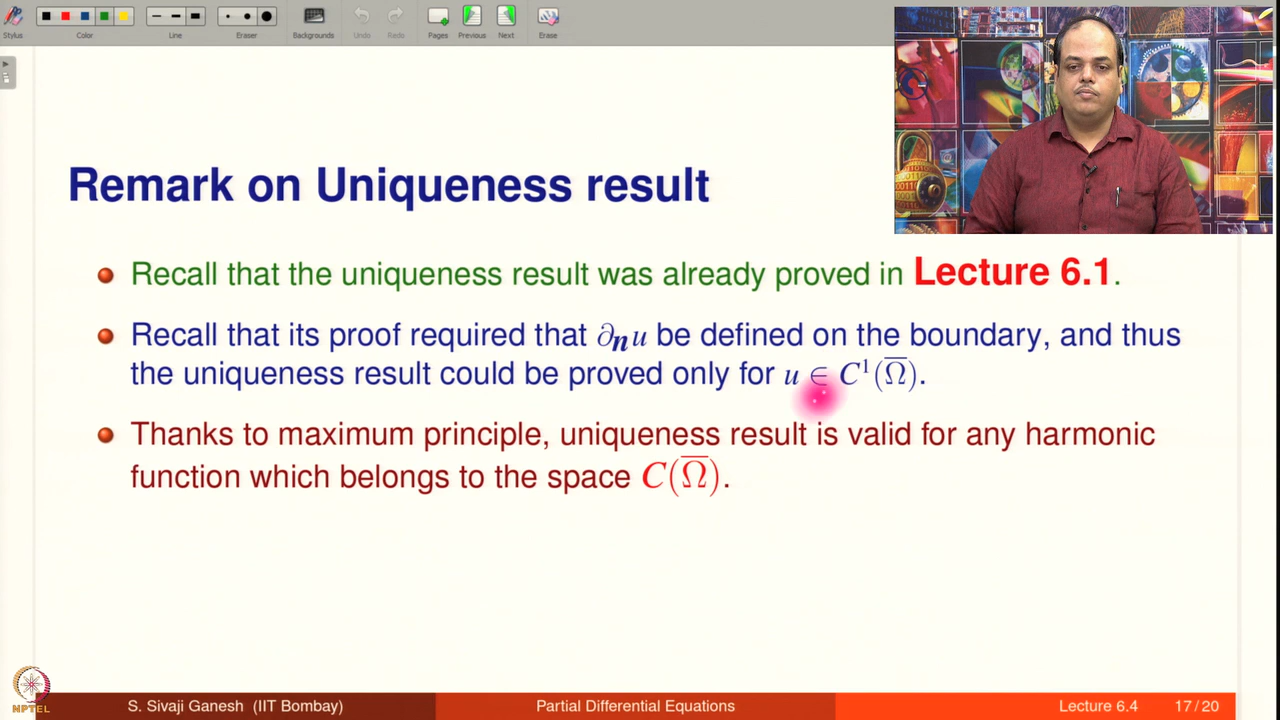 Stylus
Color
Line
Eraser
Backgrounds
Undo
Redo
Pages
Previous
Next
Erase
Remark on Uniqueness result
Recall that the uniqueness result was already proved in Lecture 6.1.
Recall that its proof required that ∂ₙu be defined on the boundary, and thus
the uniqueness result could be proved only for u ∈ C¹(Ω̅).
Thanks to maximum principle, uniqueness result is valid for any harmonic
function which belongs to the space C(Ω̅).
NPTEL
S. Sivaji Ganesh (IIT Bombay)
Partial Differential Equations
Lecture 6.4
17/20